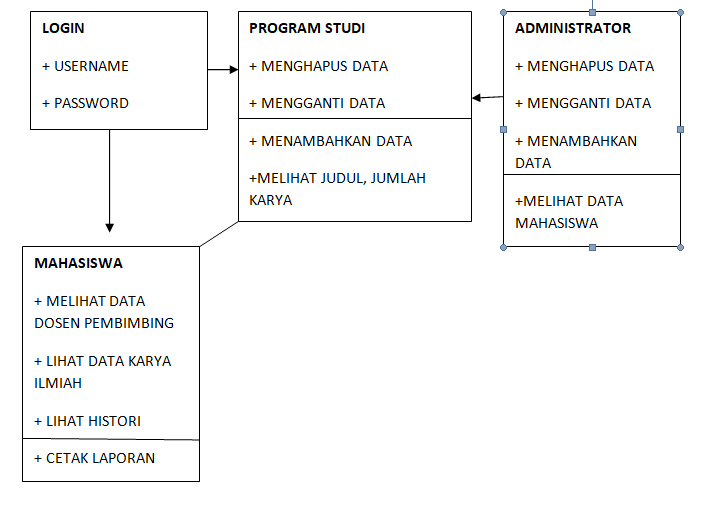 LOGIN
+ USERNAME
+ PASSWORD
PROGRAM STUDI
+ MENGHAPUS DATA
+ MENGGANTI DATA
+ MENAMBAHKAN DATA
+MELIHAT JUDUL, JUMLAH
KARYA
ADMINISTRATOR
+ MENGHAPUS DATA
+ MENGGANTI DATA
+ MENAMBAHKAN
DATA
+MELIHAT DATA
MAHASISWA
MAHASISWA
+ MELIHAT DATA
DOSEN PEMBIMBING
+ LIHAT DATA KARYA
ILMIAH
+ LIHAT HISTORI
+ CETAK LAPORAN